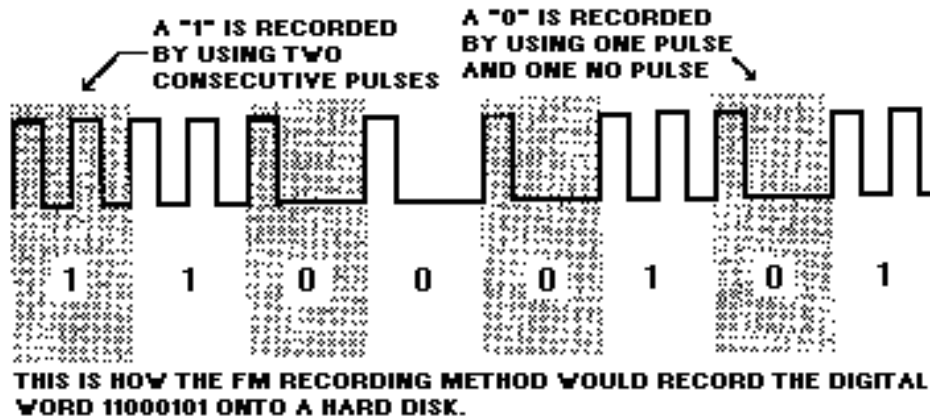 A "1" IS RECORDED
BY USING TWO
CONSECUTIVE PULSES
A "0" IS RECORDED
BY USING ONE PULSE
AND ONE NO PULSE
1 1 0 0 0 1 0 1
THIS IS HOW THE FM RECORDING METHOD WOULD RECORD THE DIGITAL
WORD 11000101 ONTO A HARD DISK.